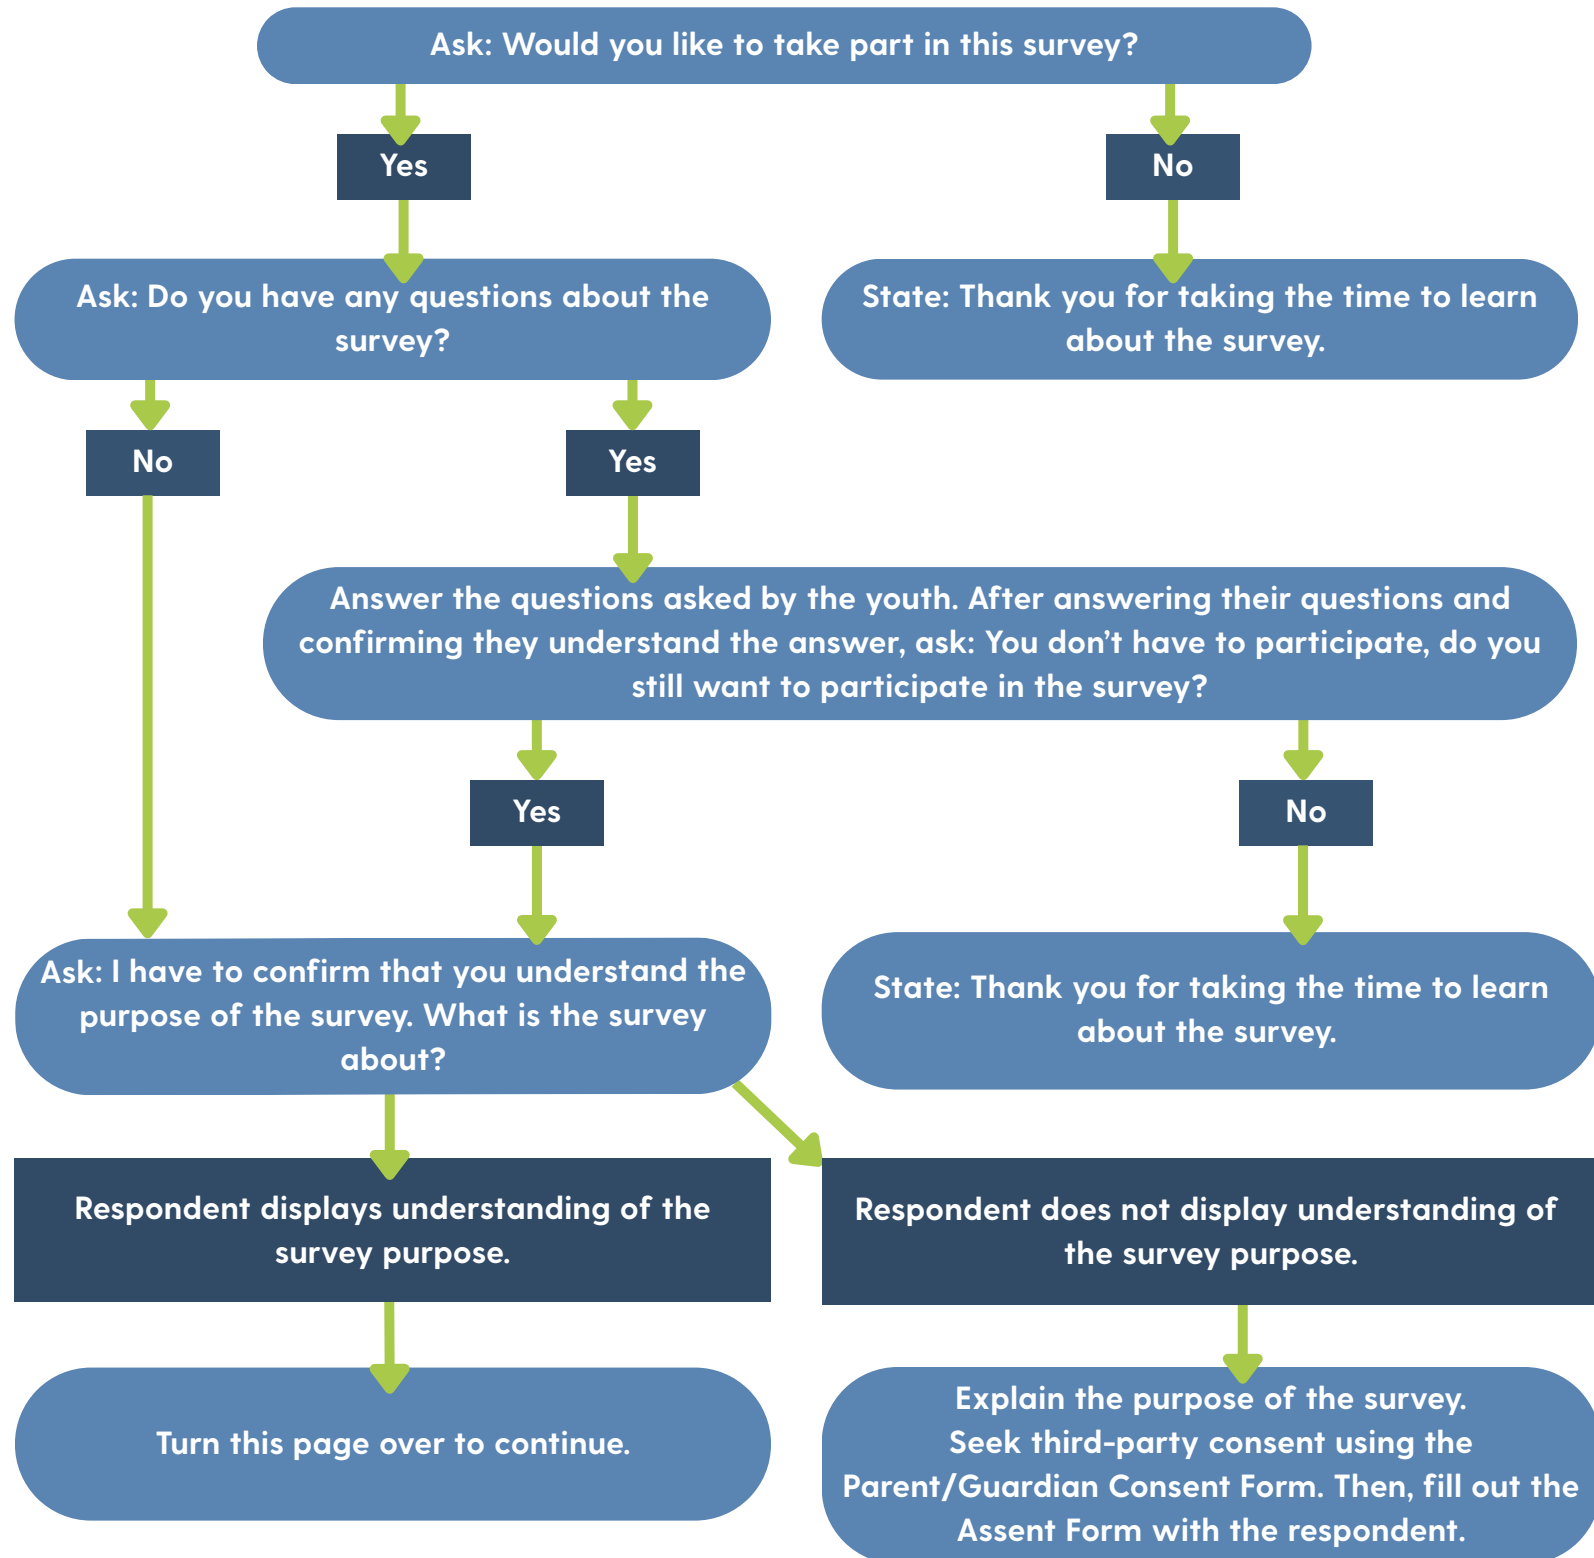 Ask: Would you like to take part in this survey?
Yes
No
Ask: Do you have any questions about the
survey?
State: Thank you for taking the time to learn
about the survey.
No
Yes
Answer the questions asked by the youth. After answering their questions and
confirming they understand the answer, ask: You don’t have to participate, do you
still want to participate in the survey?
Yes
No
Ask: I have to confirm that you understand the
purpose of the survey. What is the survey
about?
State: Thank you for taking the time to learn
about the survey.
Respondent displays understanding of the
survey purpose.
Respondent does not display understanding of
the survey purpose.
Turn this page over to continue.
Explain the purpose of the survey.
Seek third-party consent using the
Parent/Guardian Consent Form. Then, fill out the
Assent Form with the respondent.